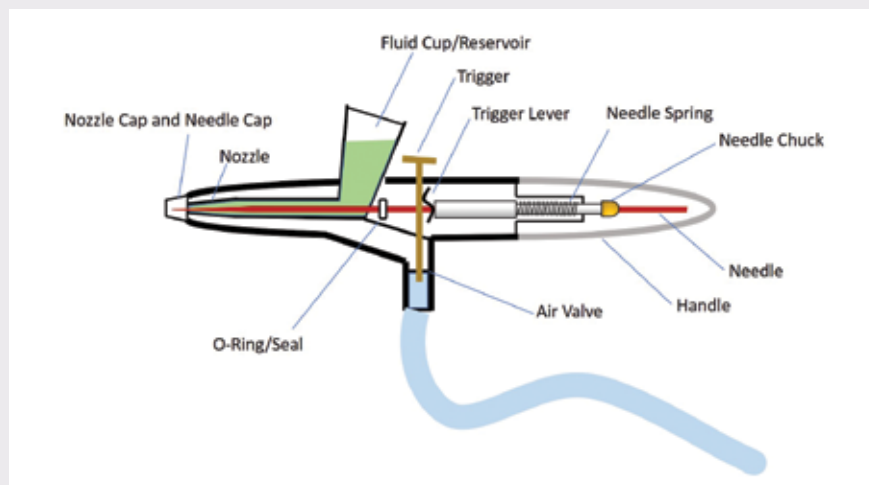 Fluid Cup/Reservoir
Trigger
Nozzle Cap and Needle Cap
Trigger Lever
Needle Spring
Needle Chuck
Nozzle
Needle
Handle
Air Valve
O-Ring/Seal